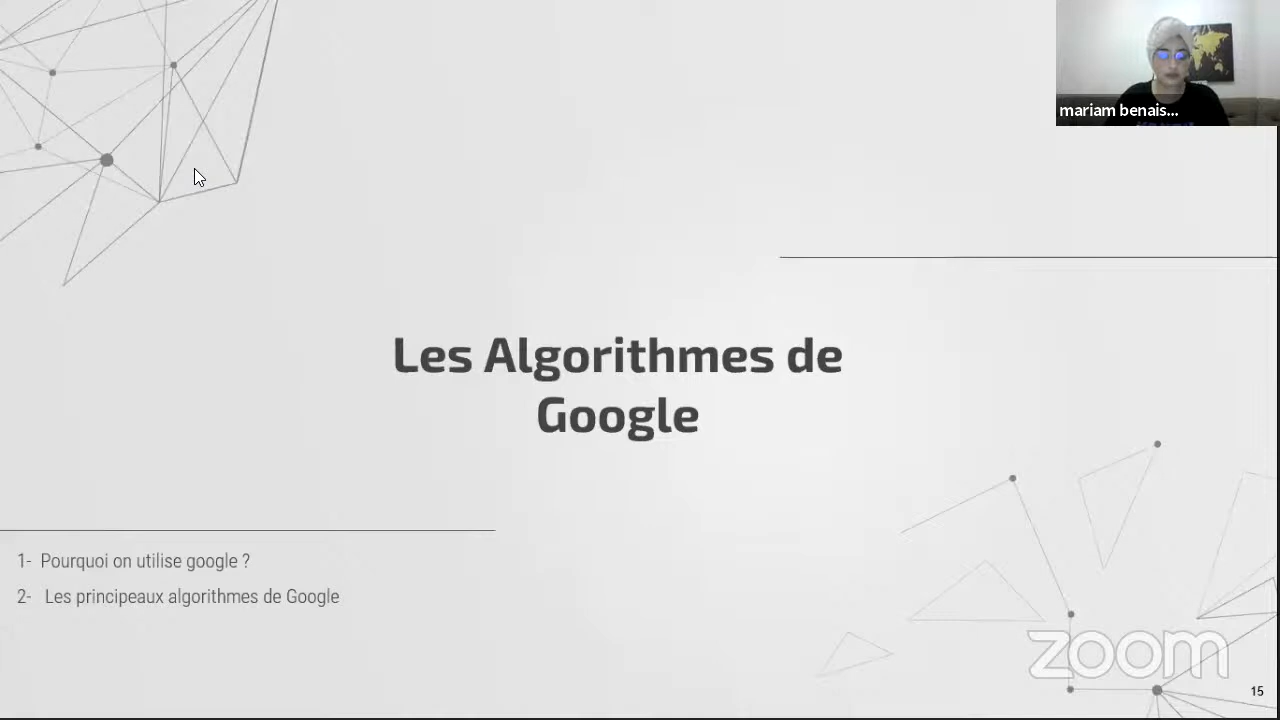 mariam benais...
Les Algorithmes de
Google
1- Pourquoi on utilise google ?
2- Les principeaux algorithmes de Google
zoom
15